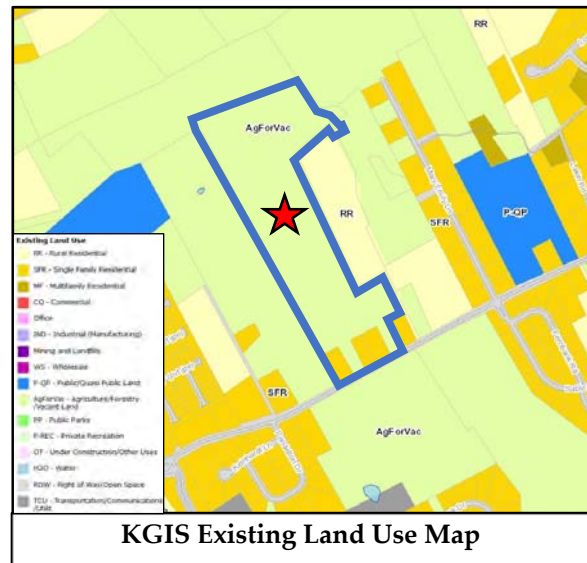 RR
AgForVac
RR
SFR
P-QP
Existing Land Use
RR - Rural Residential
SFR - Single Family Residential
MF - Multifamily Residential
CO - Commercial
Office
IND - Industrial (Manufacturing)
Mining and Landfills
WS - Wholesale
P-QP - Public/Quasi Public Land
AgForVac - Agriculture/Forestry
/Vacant Land
PP - Public Parks
P-REC - Private Recreation
OT - Under Construction/Other Uses
H2O - Water
ROW - Right of Way/Open Space
TCU - Transportation/Communications
/Utilit
SFR
AgForVac
KGIS Existing Land Use Map